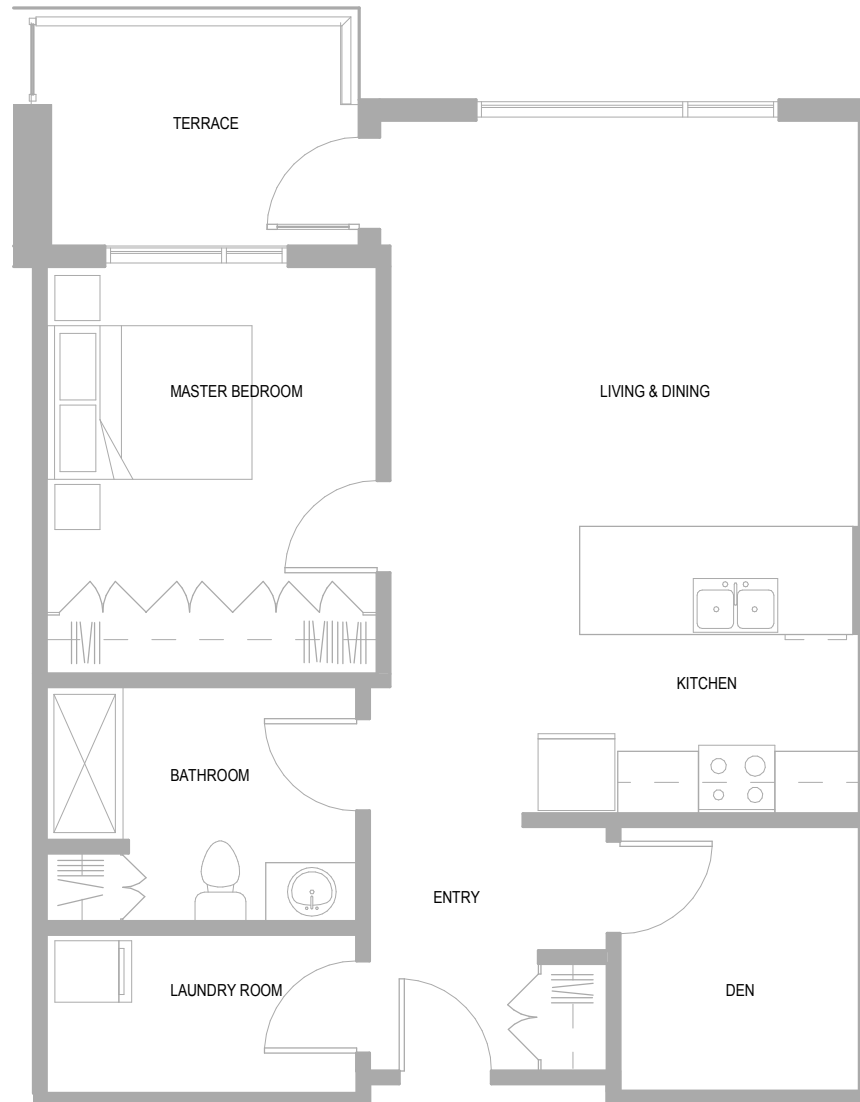 TERRACE
MASTER BEDROOM
LIVING & DINING
KITCHEN
BATHROOM
ENTRY
LAUNDRY ROOM
DEN